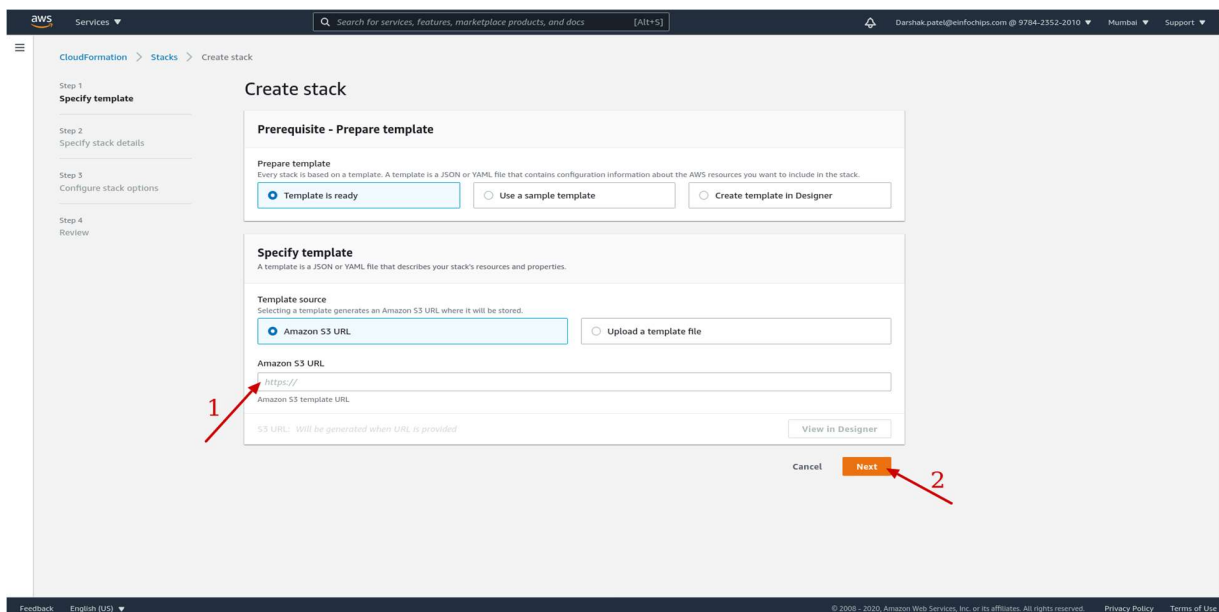 aws Services ▼ Search for services, features, marketplace products, and docs [Alt+S] Darshak.patel@einfochips.com @ 9784-2352-2010 ▼ Mumbai ▼ Support ▼
CloudFormation > Stacks > Create stack
Step 1
Specify template
Step 2
Specify stack details
Step 3
Configure stack options
Step 4
Review
Create stack
Prerequisite - Prepare template
Prepare template
Every stack is based on a template. A template is a JSON or YAML file that contains configuration information about the AWS resources you want to include in the stack.
Template is ready Use a sample template Create template in Designer
Specify template
A template is a JSON or YAML file that describes your stack's resources and properties.
Template source
Selecting a template generates an Amazon S3 URL where it will be stored.
Amazon S3 URL Upload a template file
Amazon S3 URL
https://
Amazon S3 template URL
1
S3 URL: Will be generated when URL is provided View in Designer
Cancel Next
2
Feedback English (US) ▼ © 2008 - 2020, Amazon Web Services, Inc. or its affiliates. All rights reserved. Privacy Policy Terms of Use